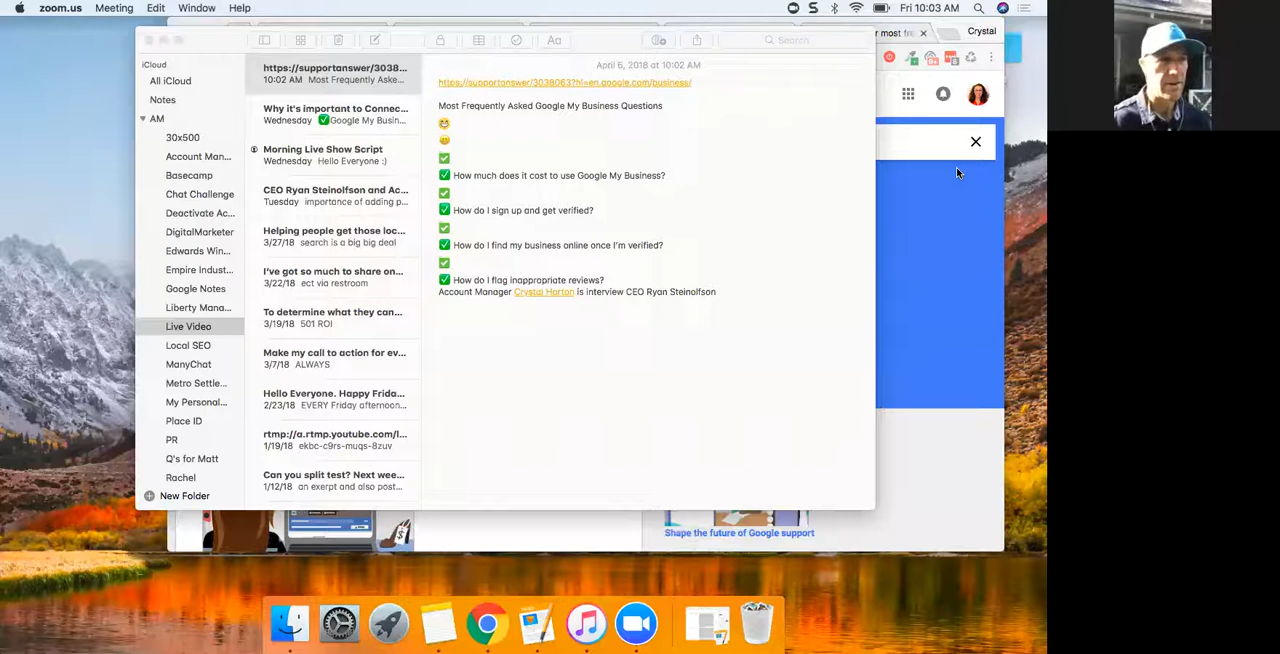 zoom.us Meeting Edit Window Help
Fri 10:03 AM
r most fre
Crystal
Aa
Search
iCloud
All iCloud
Notes
AM
30x500
Account Man...
Basecamp
Chat Challenge
Deactivate Ac...
DigitalMarketer
Edwards Win...
Empire Indust...
Google Notes
Liberty Mana...
Live Video
Local SEO
ManyChat
Metro Settle...
My Personal...
Place ID
PR
Q's for Matt
Rachel
New Folder
https://supportanswer/3038...
10:02 AM Most Frequently Aske...
Why it's important to Connec...
Wednesday ✅Google My Busin...
Morning Live Show Script
Wednesday Hello Everyone :)
CEO Ryan Steinolfson and Ac...
Tuesday importance of adding p...
Helping people get those loc...
3/27/18 search is a big big deal
I've got so much to share on...
3/22/18 ect via restroom
To determine what they can...
3/19/18 501 ROI
Make my call to action for ev...
3/7/18 ALWAYS
Hello Everyone. Happy Frida...
2/23/18 EVERY Friday afternoon...
rtmp://a.rtmp.youtube.com/l...
1/19/18 ekbc-c9rs-muqs-8zuv
Can you split test? Next wee...
1/12/18 an exerpt and also post...
April 6, 2018 at 10:02 AM
https://supportanswer/3038063?hl=en.google.com/business/
Most Frequently Asked Google My Business Questions
😁
😀
✅
✅ How much does it cost to use Google My Business?
✅
✅ How do I sign up and get verified?
✅
✅ How do I find my business online once I'm verified?
✅
✅ How do I flag inappropriate reviews?
Account Manager Crystal Horton is interview CEO Ryan Steinolfson
Shape the future of Google support